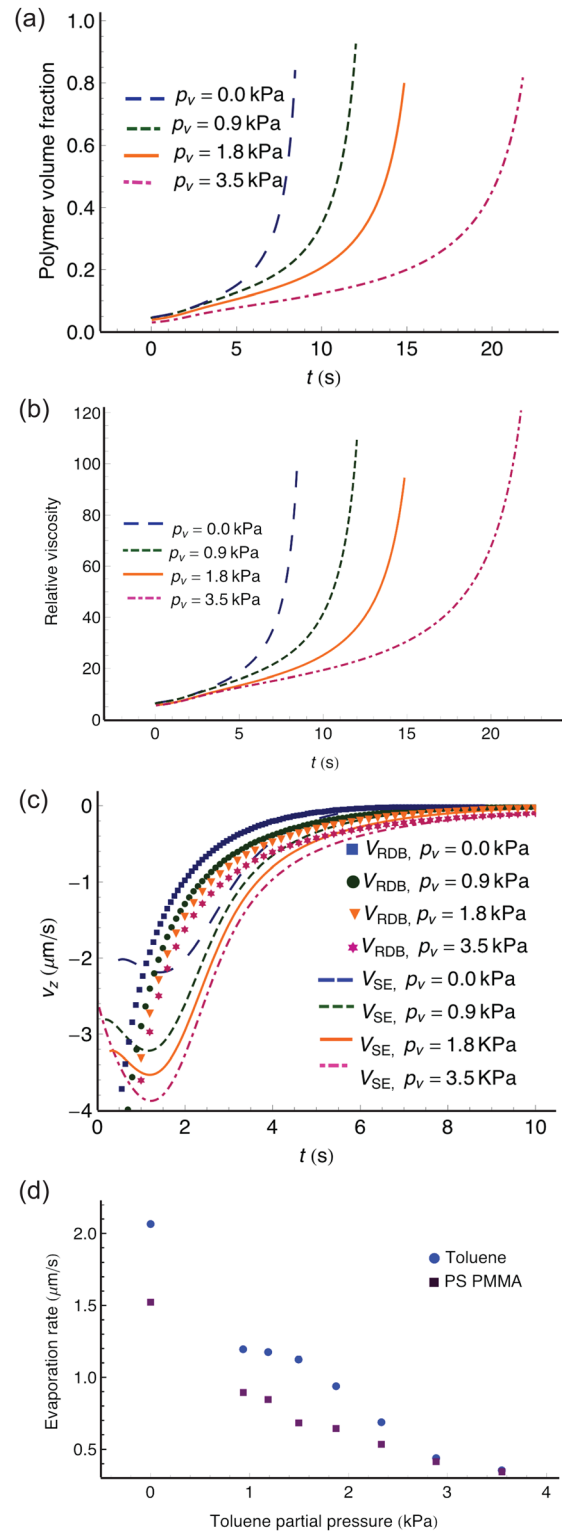 (a)
1.0
0.8
0.6
0.4
0.2
0.0
Polymer volume fraction
p_v = 0.0 kPa
p_v = 0.9 kPa
p_v = 1.8 kPa
p_v = 3.5 kPa
0 5 10 15 20
t (s)
(b)
120
100
80
60
40
20
0
Relative viscosity
p_v = 0.0 kPa
p_v = 0.9 kPa
p_v = 1.8 kPa
p_v = 3.5 kPa
0 5 10 15 20
t (s)
(c)
0
−1
−2
−3
−4
v_z (μm/s)
V_RDB, p_v = 0.0 kPa
V_RDB, p_v = 0.9 kPa
V_RDB, p_v = 1.8 kPa
V_RDB, p_v = 3.5 kPa
V_SE, p_v = 0.0 kPa
V_SE, p_v = 0.9 kPa
V_SE, p_v = 1.8 KPa
V_SE, p_v = 3.5 KPa
0 2 4 6 8 10
t (s)
(d)
2.0
1.5
1.0
0.5
Evaporation rate (μm/s)
Toluene
PS PMMA
0 1 2 3 4
Toluene partial pressure (kPa)